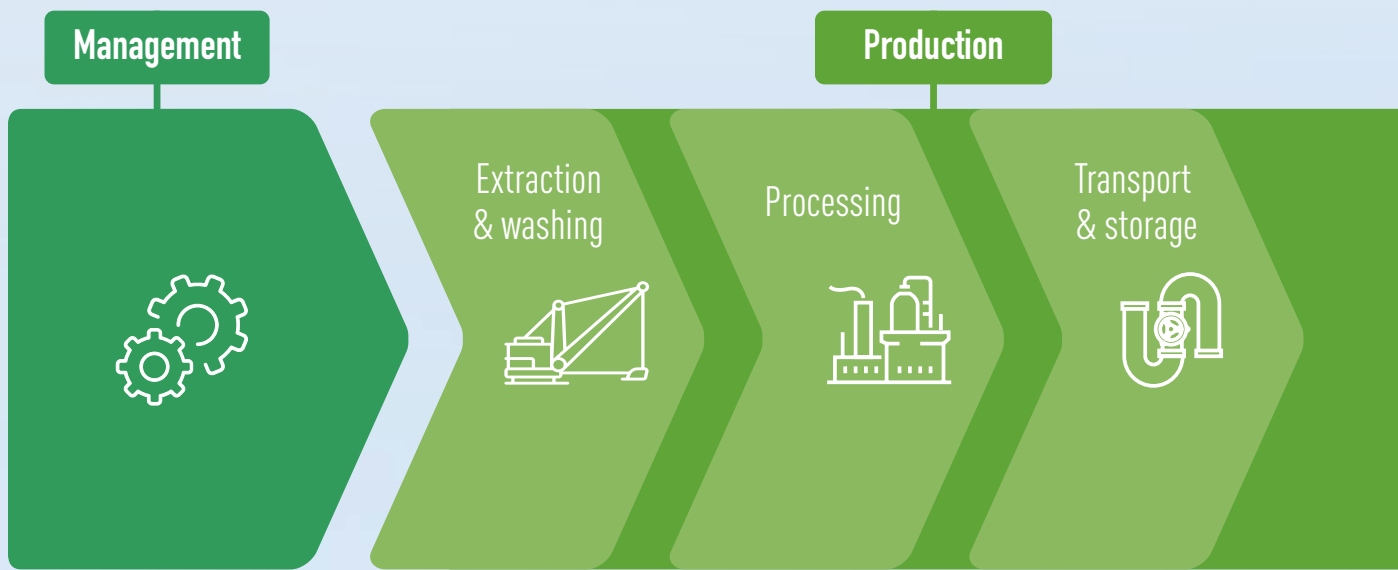 Management
Production
Extraction
& washing
Processing
Transport
& storage